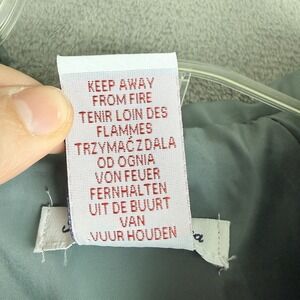 KEEP AWAY
FROM FIRE
TENIR LOIN DES
FLAMMES
TRZYMAĆ ZDALA
OD OGNIA
VON FEUER
FERNHALTEN
UIT DE BUURT
VAN
VUUR HOUDEN